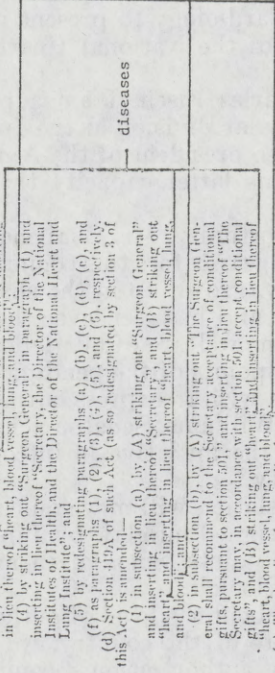 in lieu thereof "heart, blood vessel, lung, and blood";
(4) by striking out "Surgeon General" in paragraph (1) and
inserting in lieu thereof "Secretary, the Director of the National
Institutes of Health, and the Director of the National Heart and
Lung Institute"; and
(5) by redesignating paragraphs (a), (b), (c), (d), (e), and
(f) as paragraphs (1), (2), (3), (4), (5), and (6), respectively.
(d) Section 419A of such Act (as so redesignated by section 3 of
this Act) is amended—
(1) in subsection (a), by (A) striking out "Surgeon General"
and inserting in lieu thereof "Secretary", and (B) striking out
"heart" and inserting in lieu thereof "heart, blood vessel, lung,
and blood"; and
(2) in subsection (b), by (A) striking out "The Surgeon Gen-
eral shall recommend to the Secretary acceptance of conditional
gifts, pursuant to section 501," and inserting in lieu thereof "The
Secretary may, in accordance with section 501, accept conditional
gifts" and (B) striking out "heart" and inserting in lieu thereof
"heart, blood vessel, lung, and blood".
diseases